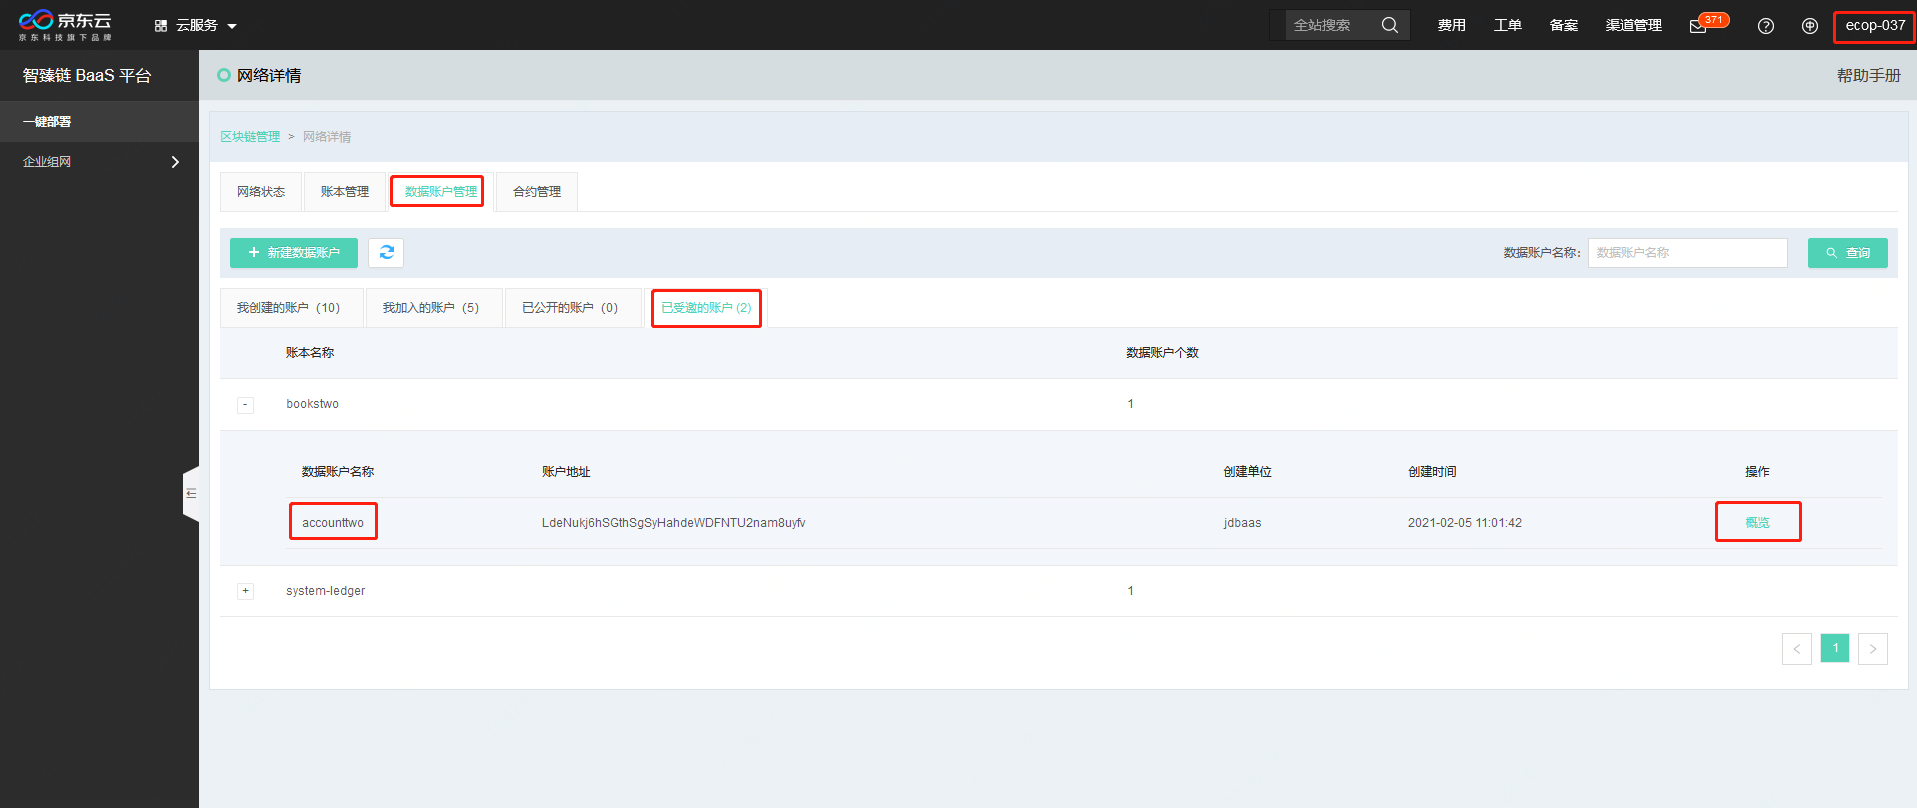 京东云
京东科技旗下品牌
云服务
全站搜索
费用
工单
备案
渠道管理
371
ecop-037
智臻链 BaaS 平台
网络详情
帮助手册
一键部署
企业组网
区块链管理 > 网络详情
网络状态
账本管理
数据账户管理
合约管理
+ 新建数据账户
数据账户名称:
数据账户名称
查询
我创建的账户 (10)
我加入的账户 (5)
已公开的账户 (0)
已受邀的账户 (2)
账本名称
数据账户个数
- bookstwo 1
数据账户名称 账户地址 创建单位 创建时间 操作
accounttwo LdeNukj6hSGthSgSyHahdeWDFNTU2nam8uyfv jdbaas 2021-02-05 11:01:42 概览
+ system-ledger 1
< 1 >